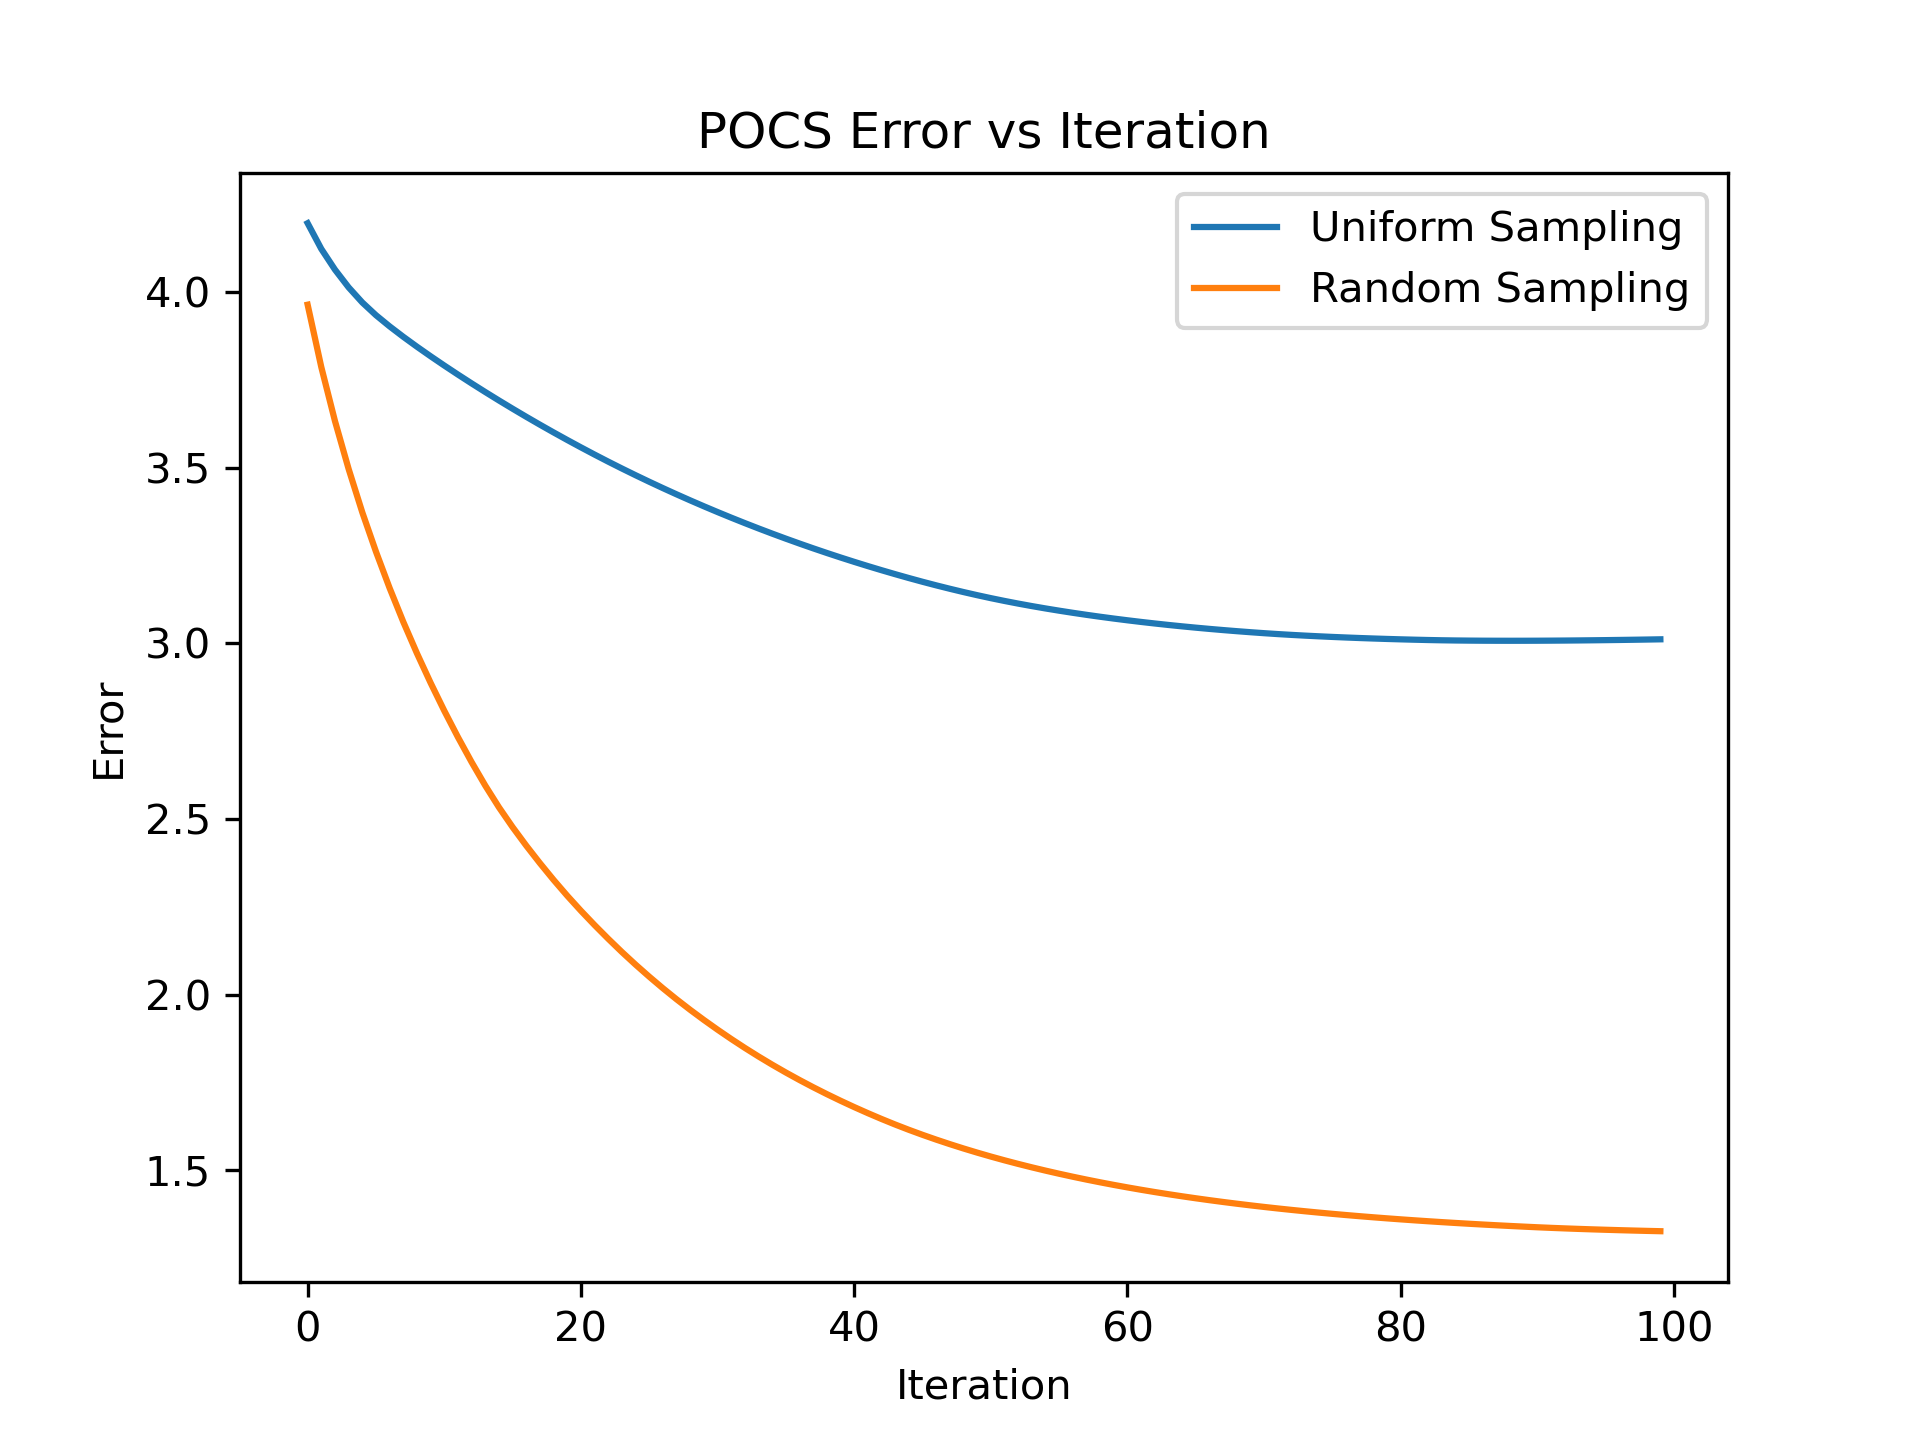 POCS Error vs Iteration
Uniform Sampling
Random Sampling
4.0
3.5
3.0
2.5
2.0
1.5
Error
0 20 40 60 80 100
Iteration